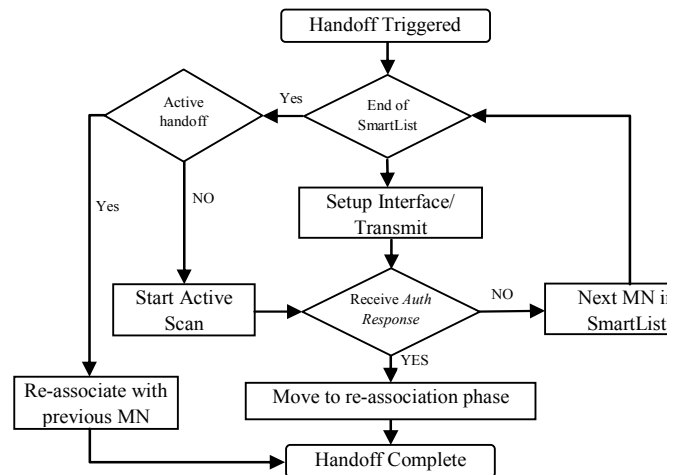 Handoff Triggered
Active
handoff
Yes
End of
SmartList
Yes
NO
Setup Interface/
Transmit
Start Active
Scan
Receive Auth
Response
NO
Next MN in
SmartList
YES
Re-associate with
previous MN
Move to re-association phase
Handoff Complete